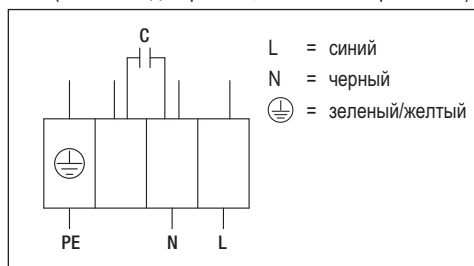 C
L = синий
N = черный
= зеленый/желтый
PE N L